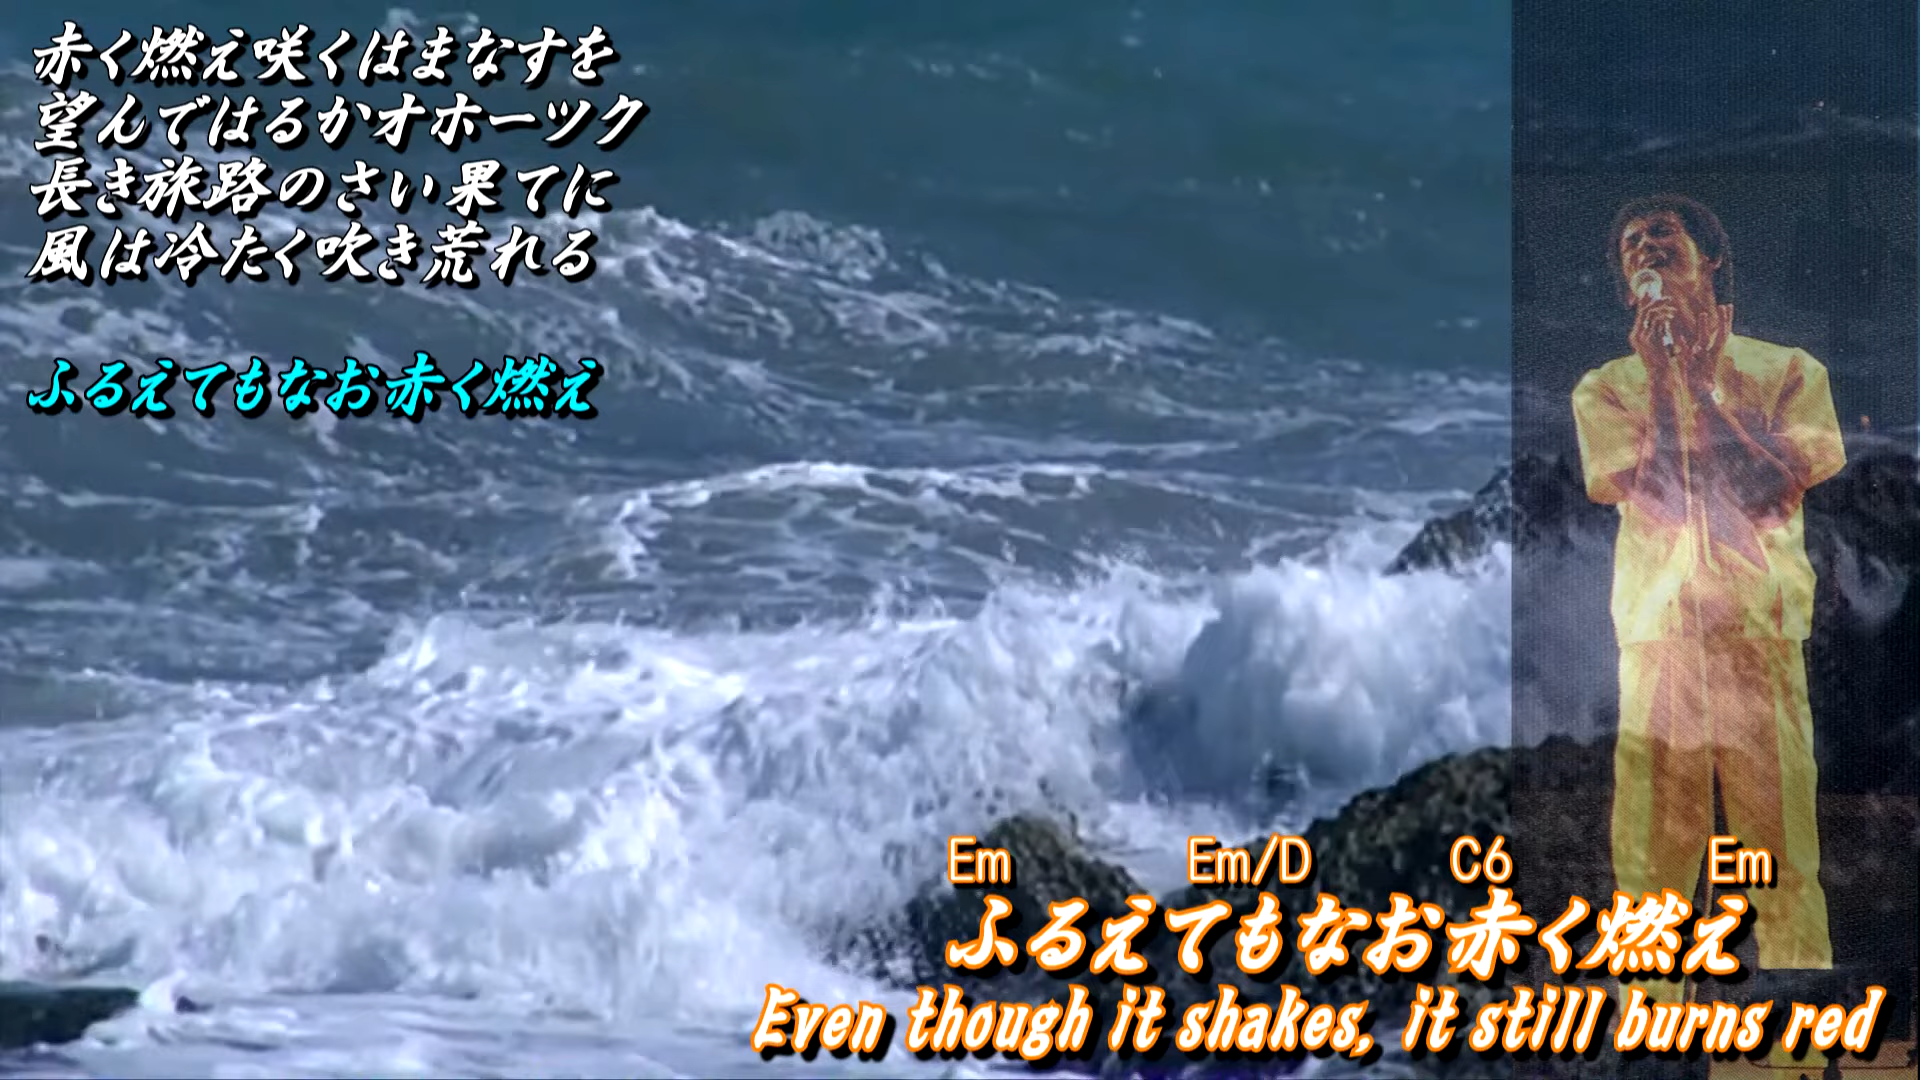 赤く燃え咲くはまなすを
望んではるかオホーツク
長き旅路のさい果てに
風は冷たく吹き荒れる
ふるえてもなお赤く燃え
Em Em/D C6 Em
ふるえてもなお赤く燃え
Even though it shakes, it still burns red